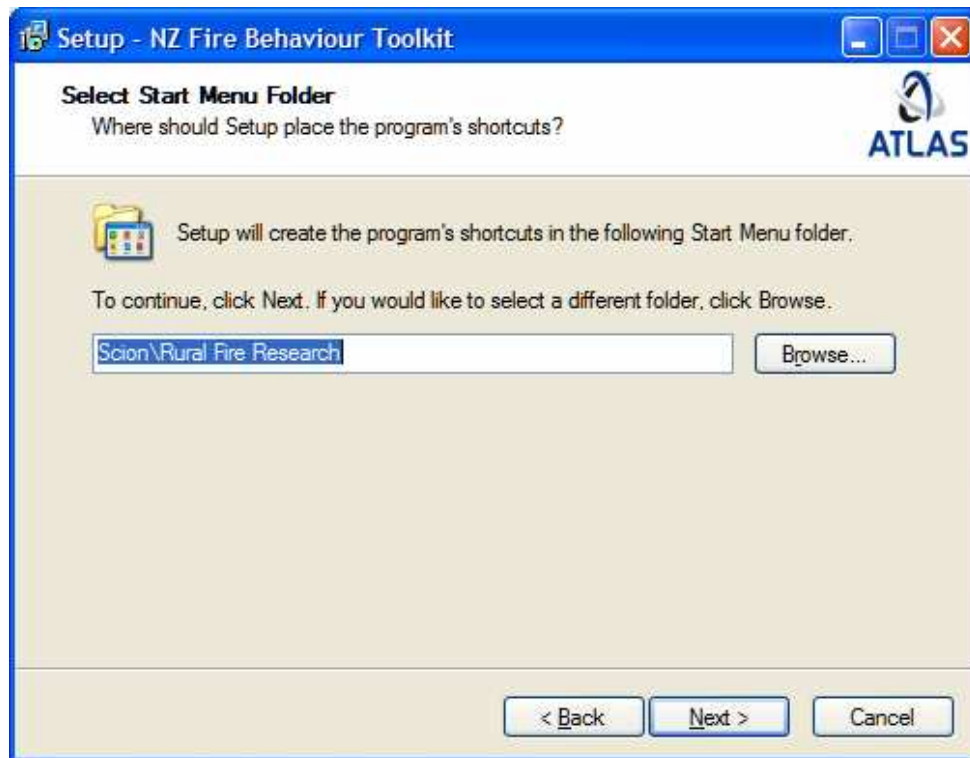 Setup - NZ Fire Behaviour Toolkit
Select Start Menu Folder
Where should Setup place the program's shortcuts?
ATLAS
Setup will create the program's shortcuts in the following Start Menu folder.
To continue, click Next. If you would like to select a different folder, click Browse.
Scion\Rural Fire Research
Browse...
< Back
Next >
Cancel